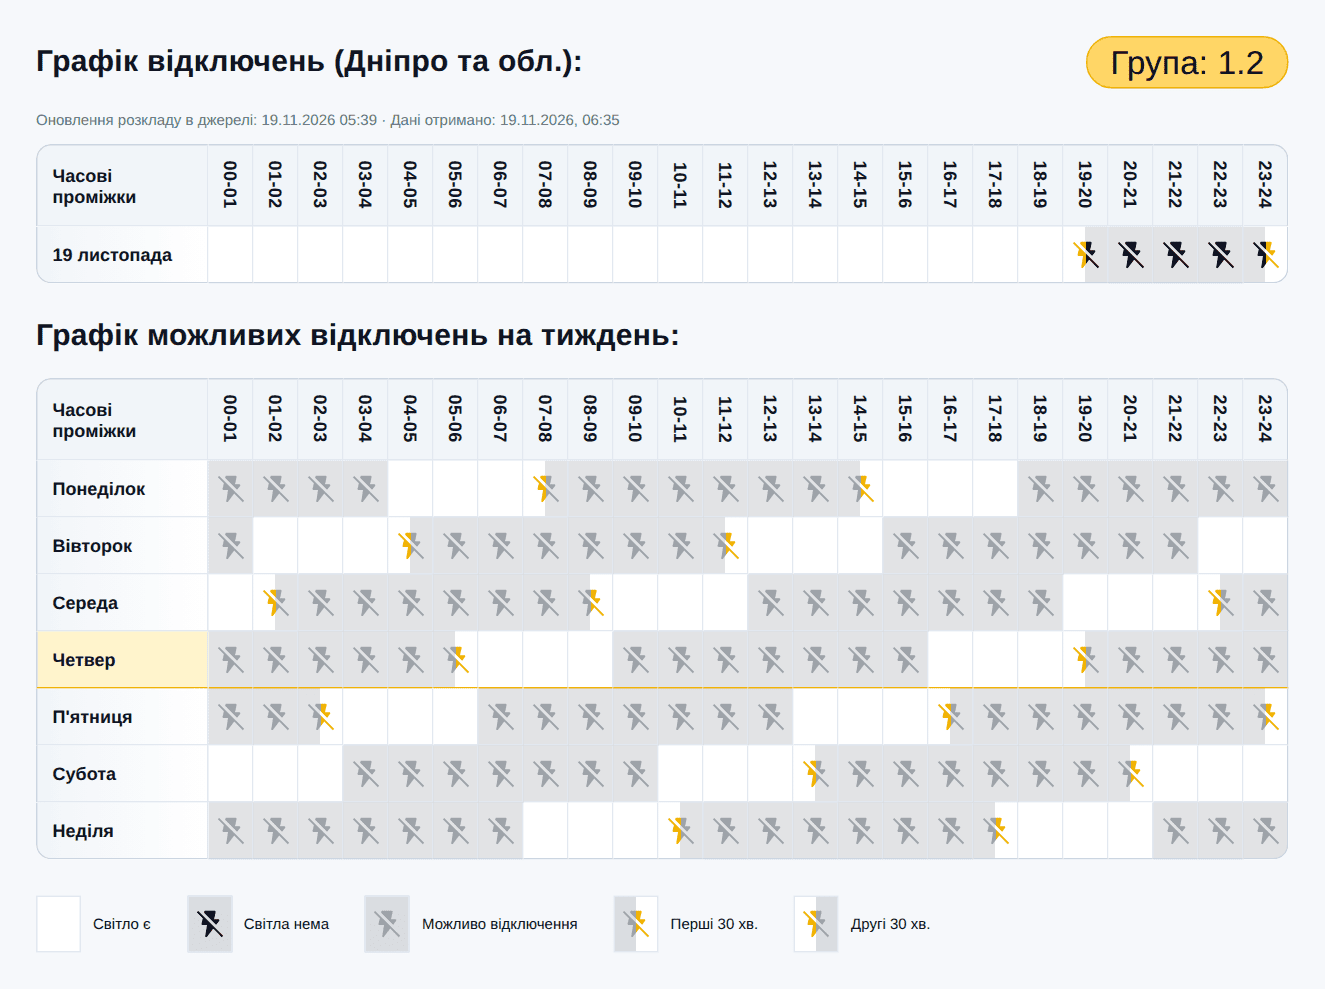 Графік відключень (Дніпро та обл.):
Група: 1.2
Оновлення розкладу в джерелі: 19.11.2026 05:39 · Дані отримано: 19.11.2026, 06:35
Часові
проміжки
00-01 01-02 02-03 03-04 04-05 05-06 06-07 07-08 08-09 09-10 10-11 11-12 12-13 13-14 14-15 15-16 16-17 17-18 18-19 19-20 20-21 21-22 22-23 23-24
19 листопада
Графік можливих відключень на тиждень:
Часові
проміжки
00-01 01-02 02-03 03-04 04-05 05-06 06-07 07-08 08-09 09-10 10-11 11-12 12-13 13-14 14-15 15-16 16-17 17-18 18-19 19-20 20-21 21-22 22-23 23-24
Понеділок
Вівторок
Середа
Четвер
П'ятниця
Субота
Неділя
Світло є
Світла нема
Можливо відключення
Перші 30 хв.
Другі 30 хв.